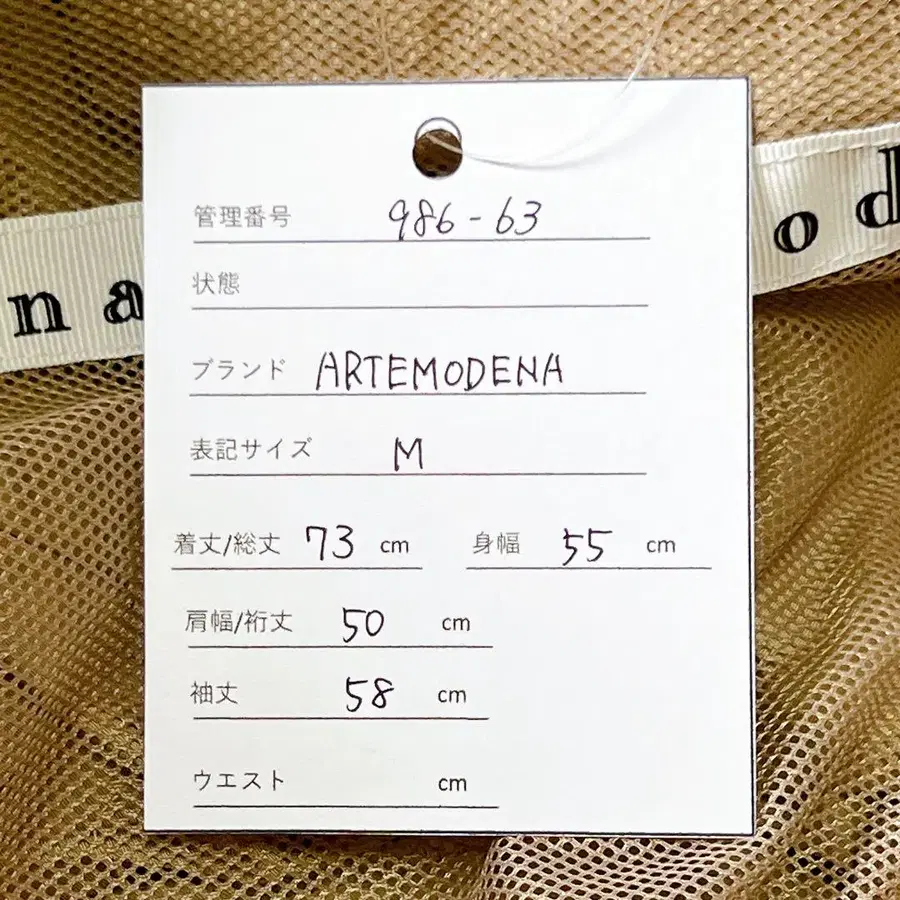 管理番号 986-63
状態
ブランド ARTEMODENA
表記サイズ M
着丈/総丈 73 cm 身幅 55 cm
肩幅/裄丈 50 cm
袖丈 58 cm
ウエスト cm
na
od